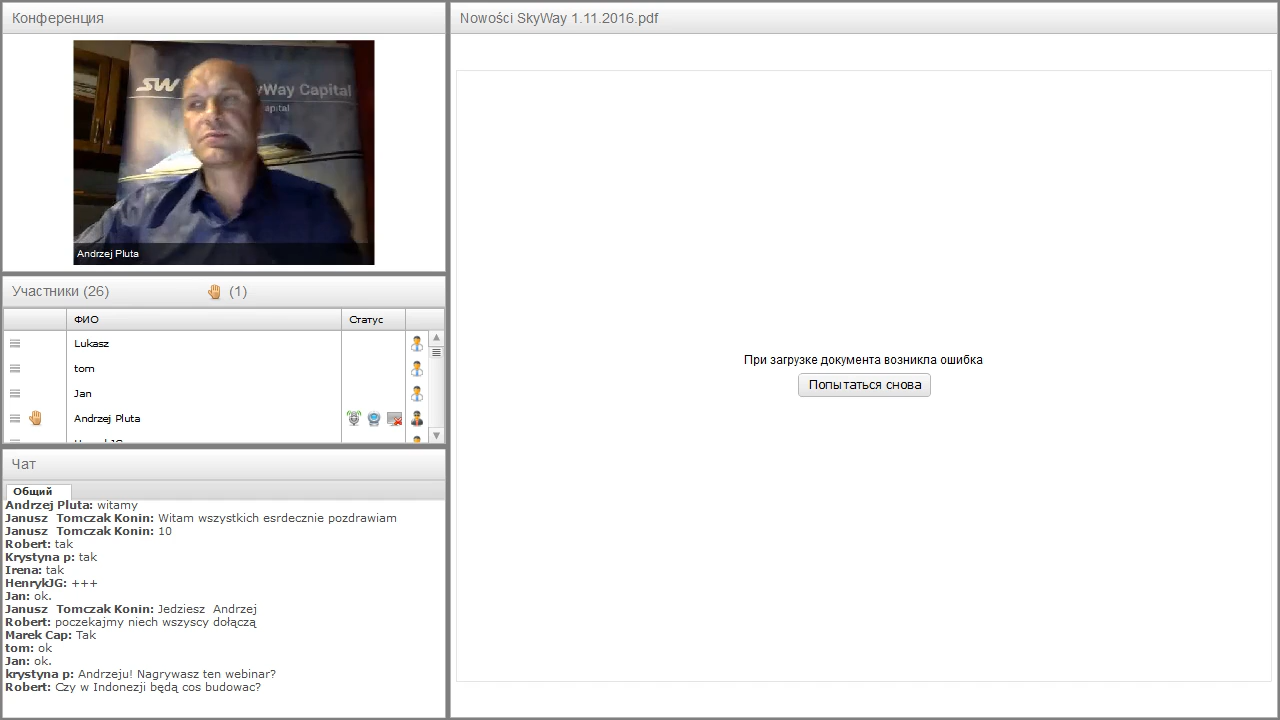 Конференция
SW yWay Capital
apital
Andrzej Pluta
Участники (26) (1)
ФИО Статус
Lukasz
tom
Jan
Andrzej Pluta
Чат
Общий
Andrzej Pluta: witamy
Janusz Tomczak Konin: Witam wszystkich esrdecznie pozdrawiam
Janusz Tomczak Konin: 10
Robert: tak
Krystyna p: tak
Irena: tak
HenrykJG: +++
Jan: ok.
Janusz Tomczak Konin: Jedziesz Andrzej
Robert: poczekajmy niech wszyscy dołączą
Marek Cap: Tak
tom: ok
Jan: ok.
krystyna p: Andrzeju! Nagrywasz ten webinar?
Robert: Czy w Indonezji będą cos budowac?
Nowości SkyWay 1.11.2016.pdf
При загрузке документа возникла ошибка
Попытаться снова